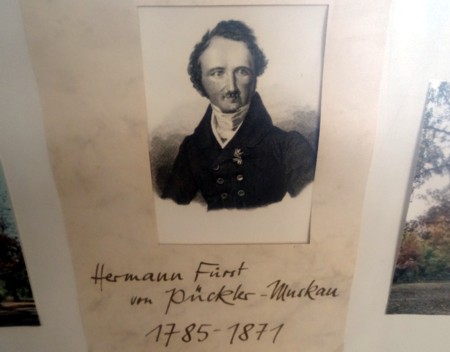 Hermann Fürst
von Pückler-Muskau
1785-1871